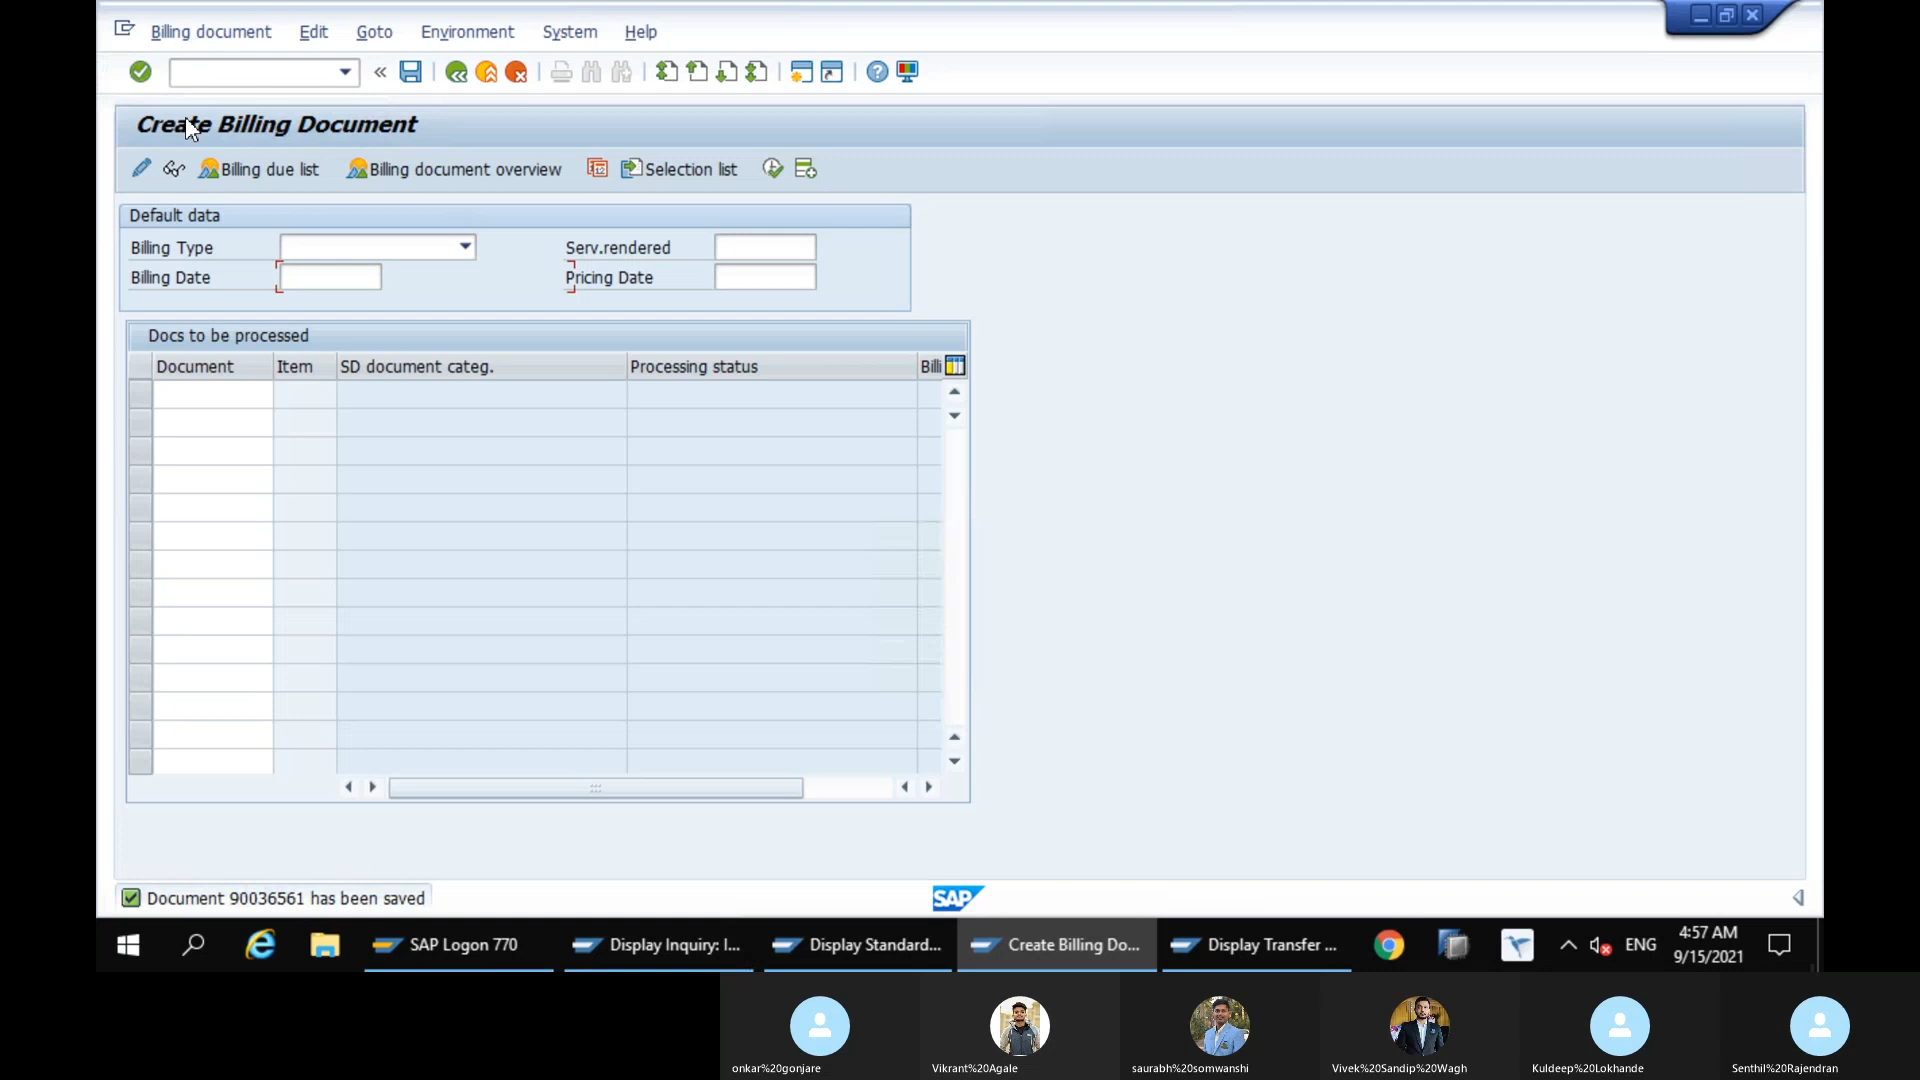 Billing document Edit Goto Environment System Help
Create Billing Document
Billing due list Billing document overview Selection list
Default data
Billing Type Serv.rendered
Billing Date Pricing Date
Docs to be processed
Document Item SD document categ. Processing status Billi
Document 90036561 has been saved
SAP
SAP Logon 770 Display Inquiry: I... Display Standard... Create Billing Do... Display Transfer ... ENG 4:57 AM
9/15/2021
onkar%20gonjare Vikrant%20Agale saurabh%20somwanshi Vivek%20Sandip%20Wagh Kuldeep%20Lokhande Senthil%20Rajendran